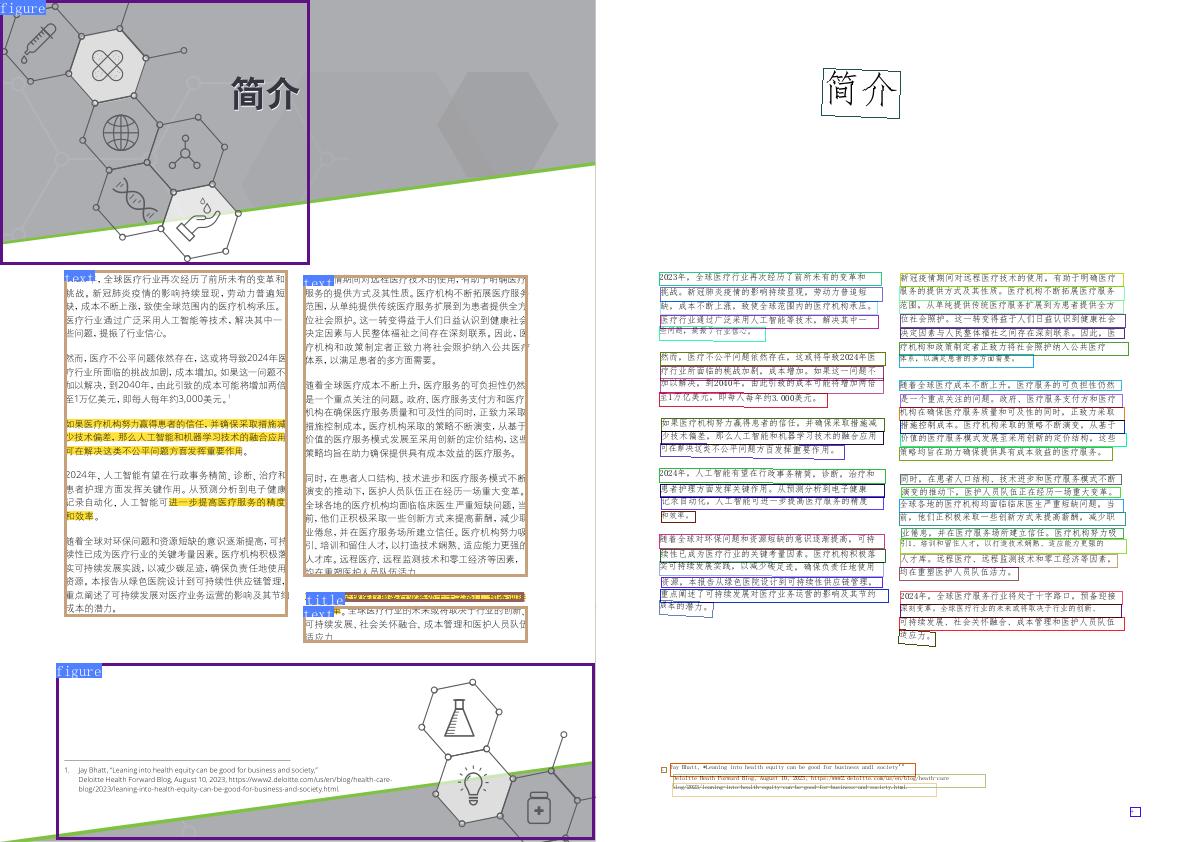 figure
简介
text
，全球医疗行业再次经历了前所未有的变革和
挑战。新冠肺炎疫情的影响持续显现，劳动力普遍短
缺，成本不断上涨，致使全球范围内的医疗机构承压。
医疗行业通过广泛采用人工智能等技术，解决其中一
些问题，提振了行业信心。
然而，医疗不公平问题依然存在，这或将导致2024年医
疗行业所面临的挑战加剧，成本增加。如果这一问题不
加以解决，到2040年，由此引致的成本可能将增加两倍
至1万亿美元，即每人每年约3,000美元。1
如果医疗机构努力赢得患者的信任，并确保采取措施减
少技术偏差，那么人工智能和机器学习技术的融合应用
可在解决这类不公平问题方面发挥重要作用。
2024年，人工智能有望在行政事务精简、诊断、治疗和
患者护理方面发挥关键作用。从预测分析到电子健康
记录自动化，人工智能可进一步提高医疗服务的精度
和效率。
随着全球对环保问题和资源短缺的意识逐渐提高，可持
续性已成为医疗行业的关键考量因素。医疗机构积极落
实可持续发展实践，以减少碳足迹，确保负责任地使用
资源。本报告从绿色医院设计到可持续性供应链管理，
重点阐述了可持续发展对医疗业务运营的影响及其节约
成本的潜力。
text
情期间对远程医疗技术的使用，有助于明确医疗
服务的提供方式及其性质。医疗机构不断拓展医疗服务
范围，从单纯提供传统医疗服务扩展到为患者提供全方
位社会照护。这一转变得益于人们日益认识到健康社会
决定因素与人民整体福祉之间存在深刻联系。因此，医
疗机构和政策制定者正致力将社会照护纳入公共医疗
体系，以满足患者的多方面需要。
随着全球医疗成本不断上升，医疗服务的可负担性仍然
是一个重点关注的问题。政府、医疗服务支付方和医疗
机构在确保医疗服务质量和可及性的同时，正致力采取
措施控制成本。医疗机构采取的策略不断演变，从基于
价值的医疗服务模式发展至采用创新的定价结构，这些
策略均旨在助力确保提供具有成本效益的医疗服务。
同时，在患者人口结构、技术进步和医疗服务模式不断
演变的推动下，医护人员队伍正在经历一场重大变革。
全球各地的医疗机构均面临临床医生严重短缺问题，当
前，他们正积极采取一些创新方式来提高薪酬，减少职
业倦怠，并在医疗服务场所建立信任。医疗机构努力吸
引、培训和留住人才，以打造技术娴熟、适应能力更强的
人才库。远程医疗、远程监测技术和零工经济等因素，
均在重塑医护人员队伍活力
title
text
革，全球医疗行业的未来或将取决于行业的创新、
可持续发展、社会关怀融合、成本管理和医护人员队伍
适应力
figure
1. Jay Bhatt, “Leaning into health equity can be good for business and society,”
Deloitte Health Forward Blog, August 10, 2023, https://www2.deloitte.com/us/en/blog/health-care-
blog/2023/leaning-into-health-equity-can-be-good-for-business-and-society.html.
简介
2023年，全球医疗行业再次经历了前所未有的变革和
挑战。新冠肺炎疫情的影响持续显现，劳动力普遍短
缺，成本不断上涨，致使全球范围内的医疗机构承压。
医疗行业通过广泛采用人工智能等技术，解决其中一
些问题，提振了行业信心。
然而，医疗不公平问题依然存在，这或将导致2024年医
疗行业所面临的挑战加剧，成本增加。如果这一问题不
加以解决，到2040年，由此引致的成本可能将增加两倍
至1万亿美元，即每人每年约3,000美元。
如果医疗机构努力赢得患者的信任，并确保采取措施减
少技术偏差，那么人工智能和机器学习技术的融合应用
可在解决这类不公平问题方面发挥重要作用。
2024年，人工智能有望在行政事务精简，诊断，治疗和
患者护理方面发挥关键作用。从预测分析到电子健康
记录自动化，人工智能可进一步提高医疗服务的精度
和效率。
随着全球对环保问题和资源短缺的意识逐渐提高，可持
续性已成为医疗行业的关键考量因素。医疗机构积极落
实可持续发展实践，以减少碳足迹，确保负责任地使用
资源。本报告从绿色医院设计到可持续性供应链管理，
重点阐述了可持续发展对医疗业务运营的影响及其节约
成本的潜力。
新冠疫情期间对远程医疗技术的使用，有助于明确医疗
服务的提供方式及其性质。医疗机构不断拓展医疗服务
范围，从单纯提供传统医疗服务扩展到为患者提供全方
位社会照护。这一转变得益于人们日益认识到健康社会
决定因素与人民整体福祉之间存在深刻联系。因此，医
疗机构和政策制定者正致力将社会照护纳入公共医疗
体系，以满足患者的多方面需要。
随着全球医疗成本不断上升，医疗服务的可负担性仍然
是一个重点关注的问题。政府、医疗服务支付方和医疗
机构在确保医疗服务质量和可及性的同时，正致力采取
措施控制成本。医疗机构采取的策略不断演变，从基于
价值的医疗服务模式发展至采用创新的定价结构，这些
策略均旨在助力确保提供具有成本效益的医疗服务。
同时，在患者人口结构、技术进步和医疗服务模式不断
演变的推动下，医护人员队伍正在经历一场重大变革。
全球各地的医疗机构均面临临床医生严重短缺问题，当
前，他们正积极采取一些创新方式来提高薪酬，减少职
业倦怠，并在医疗服务场所建立信任。医疗机构努力吸
引、培训和留住人才，以打造技术娴熟、适应能力更强的
人才库。远程医疗、远程监测技术和零工经济等因素，
均在重塑医护人员队伍活力。
2024年，全球医疗服务行业将处于十字路口。预备迎接
深刻变革，全球医疗行业的未来或将取决于行业的创新、
可持续发展、社会关怀融合、成本管理和医护人员队伍
适应力。
Jay Bhatt, “Leaning into health equity can be good for business and society”
Deloitte Heath Forward Blog, August 10, 2023, https://www2.deloitte.com/us/en/blog/heath-care
blog/2023/leaning-into-health-equity-can-be-good-for-business-and-society.html.